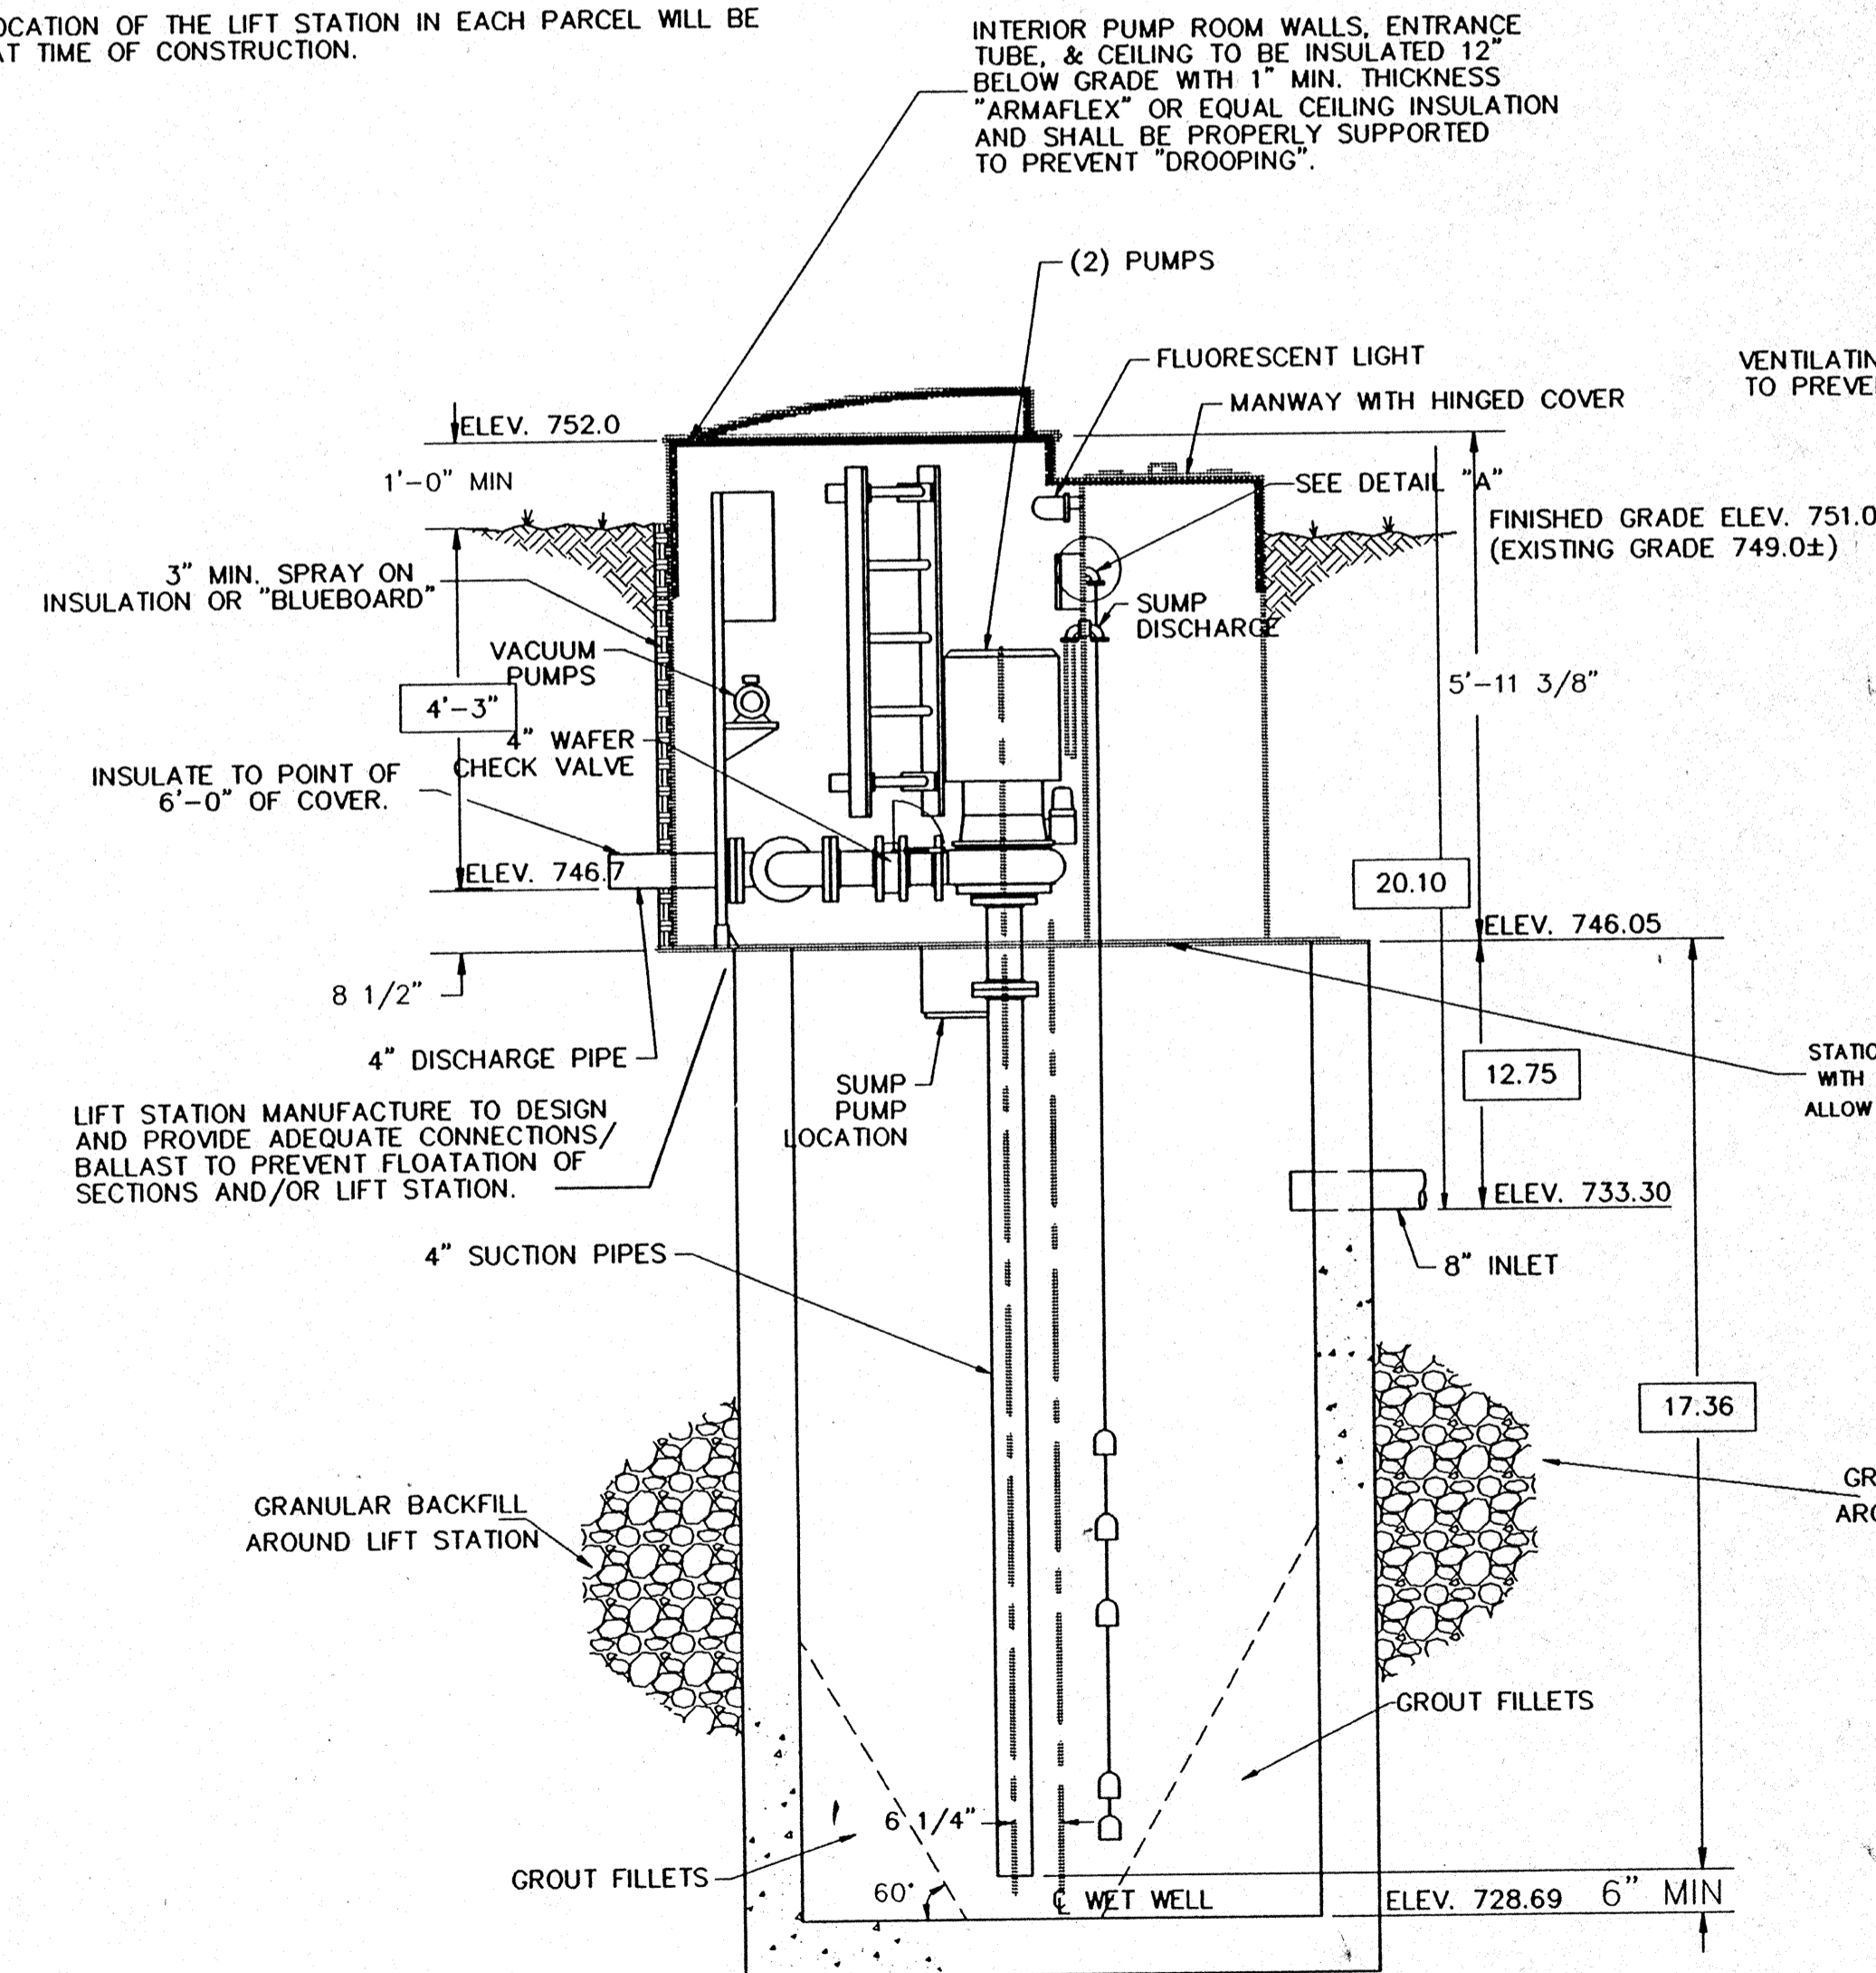 OCATION OF THE LIFT STATION IN EACH PARCEL WILL BE
AT TIME OF CONSTRUCTION.
INTERIOR PUMP ROOM WALLS, ENTRANCE
TUBE, & CEILING TO BE INSULATED 12"
BELOW GRADE WITH 1" MIN. THICKNESS
"ARMAFLEX" OR EQUAL CEILING INSULATION
AND SHALL BE PROPERLY SUPPORTED
TO PREVENT "DROOPING".
(2) PUMPS
FLUORESCENT LIGHT
VENTILATIN
TO PREVE
MANWAY WITH HINGED COVER
ELEV. 752.0
1'-0" MIN
SEE DETAIL "A"
FINISHED GRADE ELEV. 751.0
(EXISTING GRADE 749.0±)
3" MIN. SPRAY ON
INSULATION OR "BLUEBOARD"
SUMP
DISCHARGE
VACUUM
PUMPS
5'-11 3/8"
4'-3"
4" WAFER
CHECK VALVE
INSULATE TO POINT OF
6'-0" OF COVER.
ELEV. 746.7
20.10
ELEV. 746.05
8 1/2"
4" DISCHARGE PIPE
SUMP
PUMP
LOCATION
12.75
STATIO
WITH
ALLOW
LIFT STATION MANUFACTURE TO DESIGN
AND PROVIDE ADEQUATE CONNECTIONS/
BALLAST TO PREVENT FLOATATION OF
SECTIONS AND/OR LIFT STATION.
ELEV. 733.30
4" SUCTION PIPES
8" INLET
17.36
GRANULAR BACKFILL
AROUND LIFT STATION
GR
ARO
GROUT FILLETS
6 1/4"
GROUT FILLETS
60°
℄ WET WELL
ELEV. 728.69
6" MIN